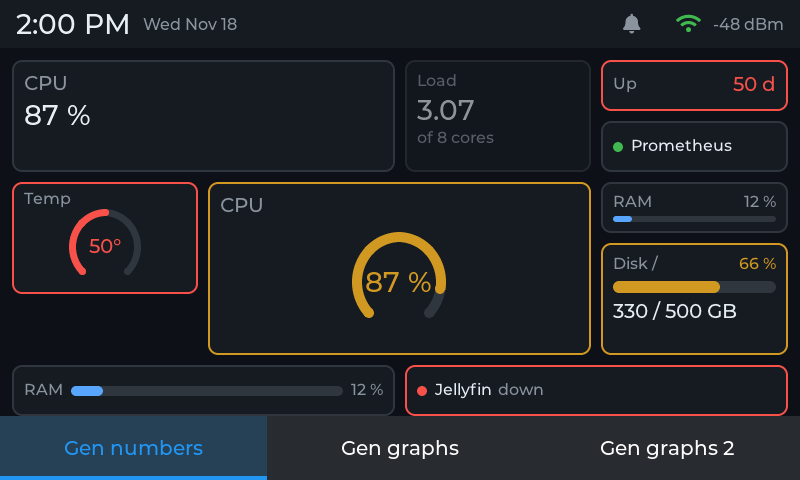 2:00 PM Wed Nov 18
-48 dBm
CPU
87 %
Load
3.07
of 8 cores
Up 50 d
Prometheus
Temp
50°
CPU
87 %
RAM 12 %
Disk / 66 %
330 / 500 GB
RAM 12 %
Jellyfin down
Gen numbers
Gen graphs
Gen graphs 2